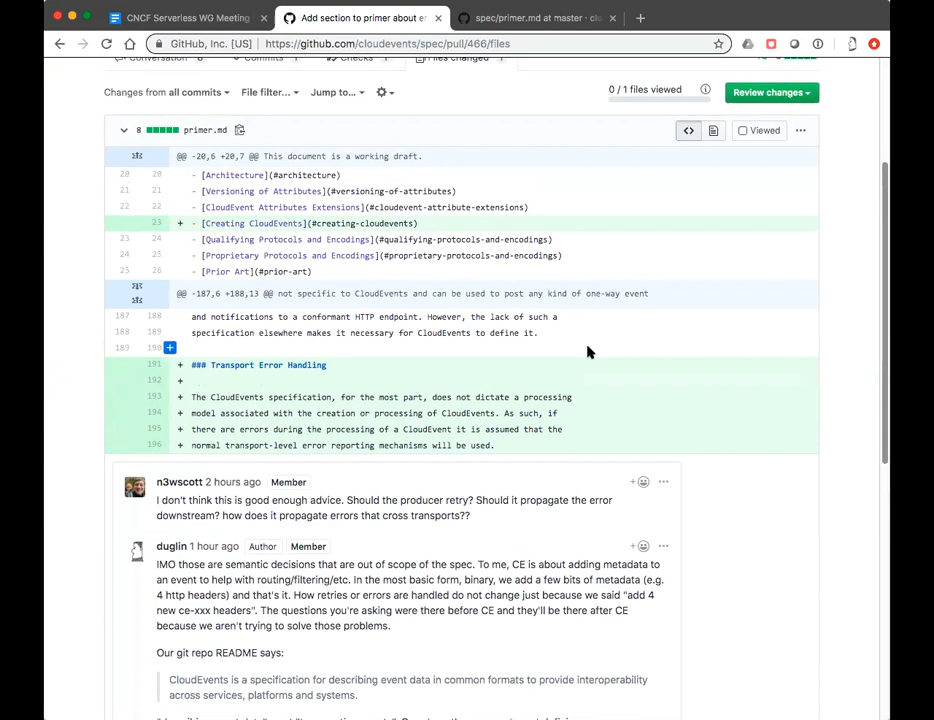 CNCF Serverless WG Meeting
Add section to primer about er
spec/primer.md at master · clo
GitHub, Inc. [US] | https://github.com/cloudevents/spec/pull/466/files
Conversation 6 Commits 1 Checks 1 Files changed 1
Changes from all commits File filter... Jump to...
0 / 1 files viewed
Review changes
8 primer.md
Viewed
@@ -20,6 +20,7 @@ This document is a working draft.
20 20 - [Architecture](#architecture)
21 21 - [Versioning of Attributes](#versioning-of-attributes)
22 22 - [CloudEvent Attributes Extensions](#cloudevent-attribute-extensions)
23 + - [Creating CloudEvents](#creating-cloudevents)
23 24 - [Qualifying Protocols and Encodings](#qualifying-protocols-and-encodings)
24 25 - [Proprietary Protocols and Encodings](#proprietary-protocols-and-encodings)
25 26 - [Prior Art](#prior-art)
@@ -187,6 +188,13 @@ not specific to CloudEvents and can be used to post any kind of one-way event
187 188 and notifications to a conformant HTTP endpoint. However, the lack of such a
188 189 specification elsewhere makes it necessary for CloudEvents to define it.
189 190
191 + ### Transport Error Handling
192 +
193 + The CloudEvents specification, for the most part, does not dictate a processing
194 + model associated with the creation or processing of CloudEvents. As such, if
195 + there are errors during the processing of a CloudEvent it is assumed that the
196 + normal transport-level error reporting mechanisms will be used.
n3wscott 2 hours ago Member
I don't think this is good enough advice. Should the producer retry? Should it propagate the error
downstream? how does it propagate errors that cross transports??
duglin 1 hour ago Author Member
IMO those are semantic decisions that are out of scope of the spec. To me, CE is about adding metadata to
an event to help with routing/filtering/etc. In the most basic form, binary, we add a few bits of metadata (e.g.
4 http headers) and that's it. How retries or errors are handled do not change just because we said "add 4
new ce-xxx headers". The questions you're asking were there before CE and they'll be there after CE
because we aren't trying to solve those problems.
Our git repo README says:
CloudEvents is a specification for describing event data in common formats to provide interoperability
across services, platforms and systems.